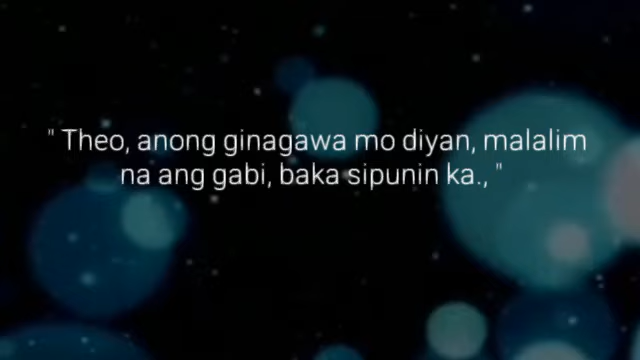 " Theo, anong ginagawa mo diyan, malalim
na ang gabi, baka sipunin ka., "